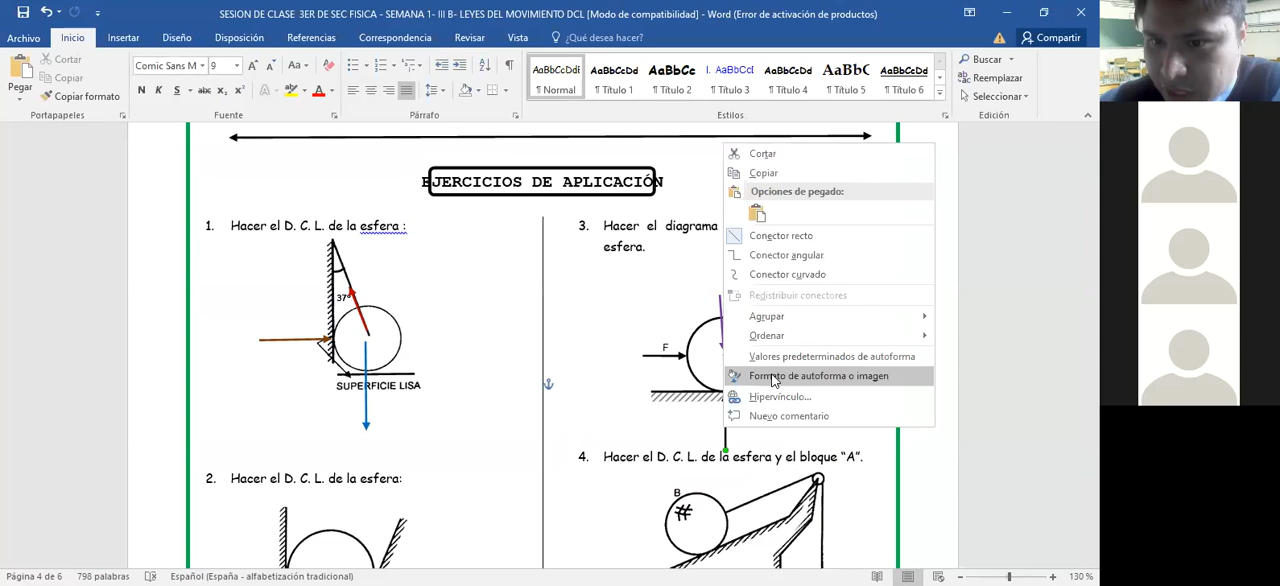 SESION DE CLASE 3ER DE SEC FISICA - SEMANA 1- III B- LEYES DEL MOVIMIENTO DCL [Modo de compatibilidad] - Word (Error de activación de productos)
Archivo Inicio Insertar Diseño Disposición Referencias Correspondencia Revisar Vista ¿Qué desea hacer? Compartir
Pegar
Cortar
Copiar
Copiar formato
Portapapeles
Comic Sans M 9
Aa
N K S abc x₂ x²
Fuente
Párrafo
AaBbCcDdE AaBbCcDd AaBbCc I. AaBbCcI AaBbCcDd AaBbC AaBbCcDd
¶ Normal ¶ Título 1 ¶ Título 2 ¶ Título 3 ¶ Título 4 ¶ Título 5 ¶ Título 6
Estilos
Buscar
Reemplazar
Seleccionar
Edición
EJERCICIOS DE APLICACIÓN
1. Hacer el D. C. L. de la esfera :
37°
SUPERFICIE LISA
2. Hacer el D. C. L. de la esfera:
3. Hacer el diagrama
esfera.
F
4. Hacer el D. C. L. de la esfera y el bloque “A”.
B
Cortar
Copiar
Opciones de pegado:
Conector recto
Conector angular
Conector curvado
Redistribuir conectores
Agrupar
Ordenar
Valores predeterminados de autoforma
Formato de autoforma o imagen
Hipervínculo...
Nuevo comentario
Página 4 de 6 798 palabras Español (España - alfabetización tradicional) 130 %